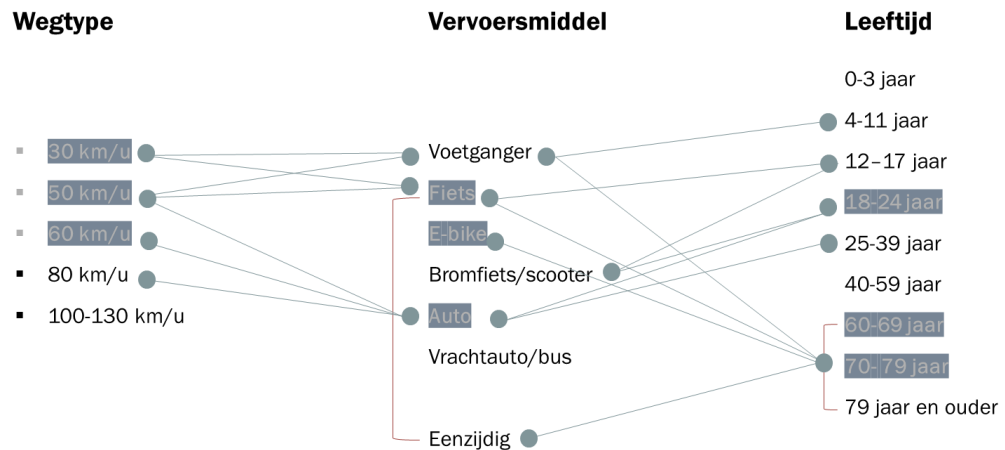 Wegtype
30 km/u
50 km/u
60 km/u
80 km/u
100-130 km/u
Vervoersmiddel
Voetganger
Fiets
E-bike
Bromfiets/scooter
Auto
Vrachtauto/bus
Eenzijdig
Leeftijd
0-3 jaar
4-11 jaar
12–17 jaar
18-24 jaar
25-39 jaar
40-59 jaar
60-69 jaar
70- 79 jaar
79 jaar en ouder